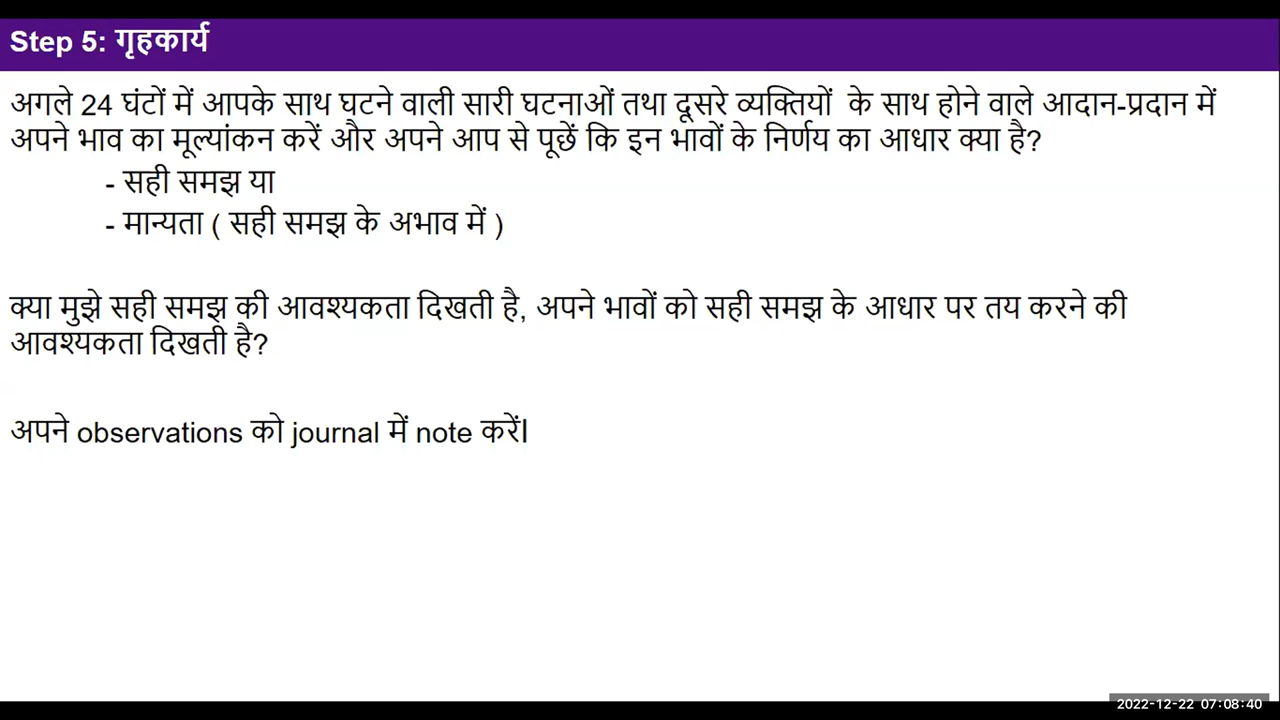 Step 5: गृहकार्य
अगले 24 घंटों में आपके साथ घटने वाली सारी घटनाओं तथा दूसरे व्यक्तियों के साथ होने वाले आदान-प्रदान में
अपने भाव का मूल्यांकन करें और अपने आप से पूछें कि इन भावों के निर्णय का आधार क्या है?
- सही समझ या
- मान्यता ( सही समझ के अभाव में )
क्या मुझे सही समझ की आवश्यकता दिखती है, अपने भावों को सही समझ के आधार पर तय करने की
आवश्यकता दिखती है?
अपने observations को journal में note करें।
2022-12-22 07:08:40